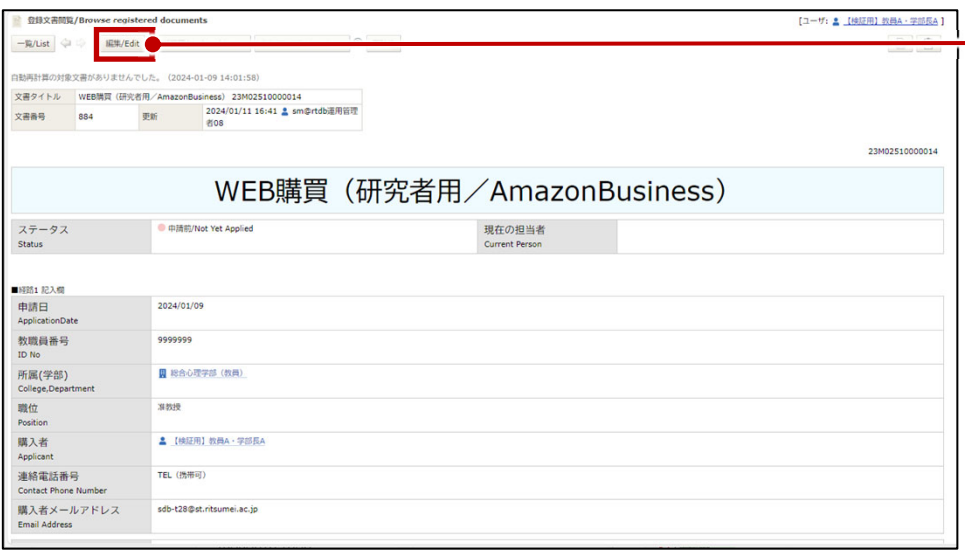 登録文書閲覧/Browse registered documents
[ユーザ: 【検証用】教員A・学部長A ]
一覧/List 編集/Edit
自動再計算の対象文書がありませんでした。 (2024-01-09 14:01:58)
文書タイトル WEB購買（研究者用／AmazonBusiness） 23M02510000014
文書番号 884 更新 2024/01/11 16:41 sm@rtdb運用管理
者08
23M02510000014
WEB購買（研究者用／AmazonBusiness）
ステータス 申請前/Not Yet Applied 現在の担当者
Status Current Person
■経路1 記入欄
申請日 2024/01/09
ApplicationDate
教職員番号 9999999
ID No
所属(学部) 総合心理学部（教員）
College,Department
職位 准教授
Position
購入者 【検証用】教員A・学部長A
Applicant
連絡電話番号 TEL（携帯可）
Contact Phone Number
購入者メールアドレス sdb-t28@st.ritsumei.ac.jp
Email Address